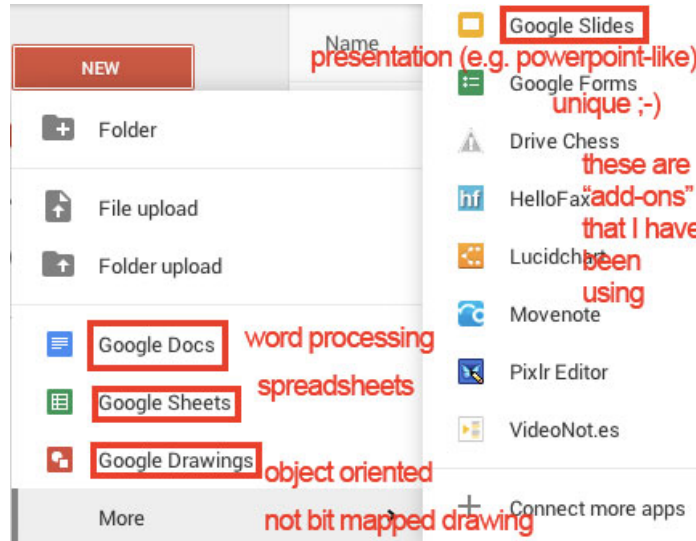 NEW
Name
Folder
File upload
Folder upload
Google Docs
word processing
Google Sheets
spreadsheets
Google Drawings
object oriented
More
not bit mapped drawing
Google Slides
presentation (e.g. powerpoint-like)
Google Forms
unique ;-)
Drive Chess
these are
HelloFax
“add-ons”
that I have
Lucidchart
been
using
Movenote
Pixlr Editor
VideoNot.es
Connect more apps